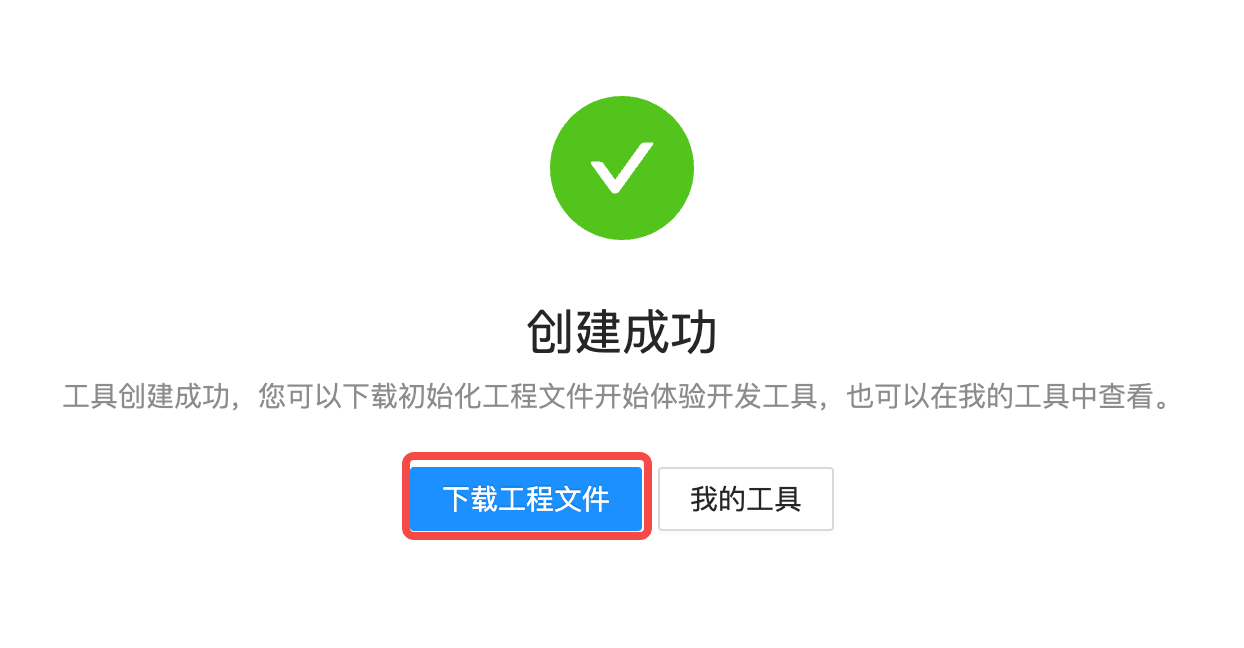 创建成功
工具创建成功，您可以下载初始化工程文件开始体验开发工具，也可以在我的工具中查看。
下载工程文件 我的工具